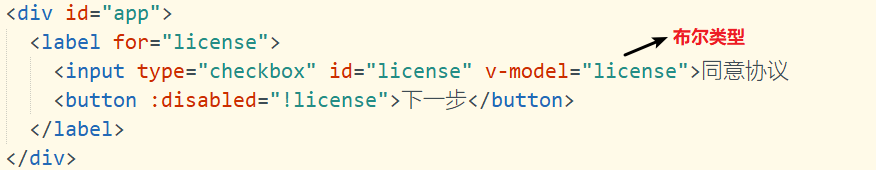 <div id="app">
<label for="license">
布尔类型
<input type="checkbox" id="license" v-model="license">同意协议
<button :disabled="!license">下一步</button>
</label>
</div>